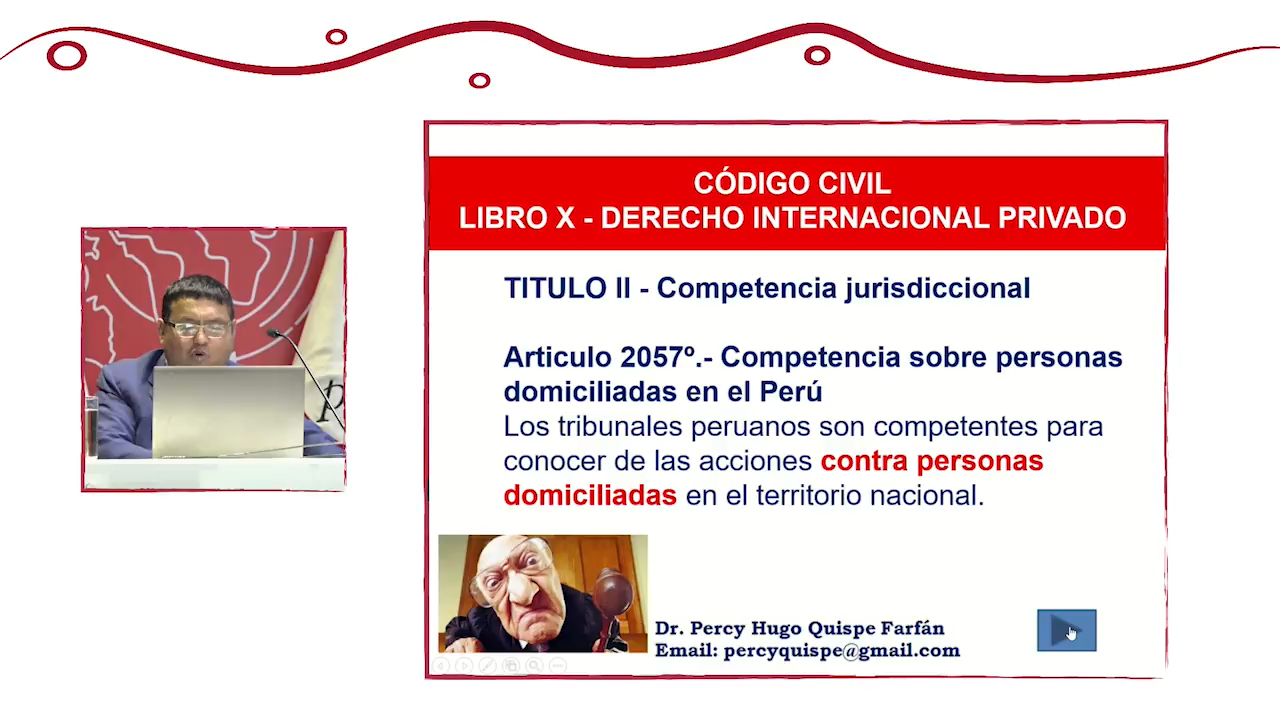 CÓDIGO CIVIL
LIBRO X - DERECHO INTERNACIONAL PRIVADO
TITULO II - Competencia jurisdiccional
Articulo 2057º.- Competencia sobre personas
domiciliadas en el Perú
Los tribunales peruanos son competentes para
conocer de las acciones contra personas
domiciliadas en el territorio nacional.
Dr. Percy Hugo Quispe Farfán
Email: percyquispe@gmail.com